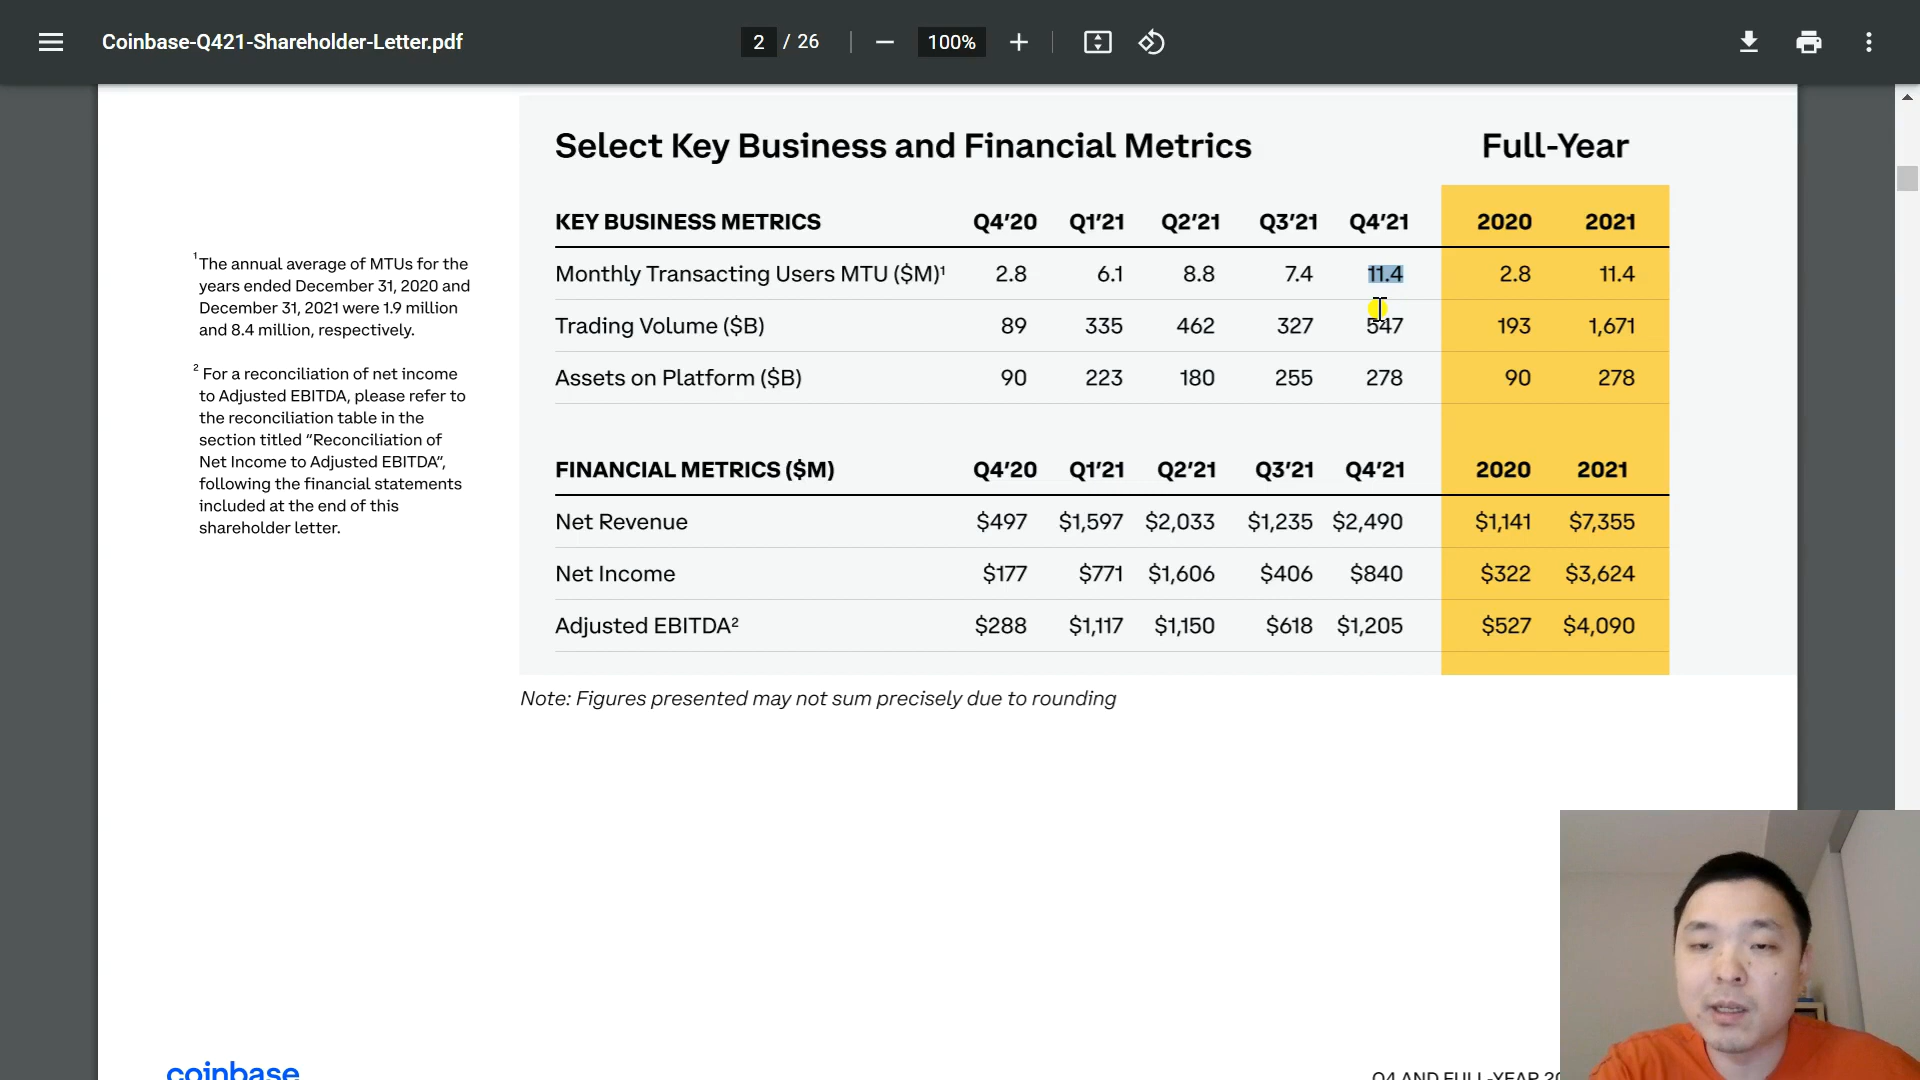 Coinbase-Q421-Shareholder-Letter.pdf
2 / 26
100%
Select Key Business and Financial Metrics Full-Year
KEY BUSINESS METRICS Q4'20 Q1'21 Q2'21 Q3'21 Q4'21 2020 2021
Monthly Transacting Users MTU ($M)¹ 2.8 6.1 8.8 7.4 11.4 2.8 11.4
Trading Volume ($B) 89 335 462 327 547 193 1,671
Assets on Platform ($B) 90 223 180 255 278 90 278
FINANCIAL METRICS ($M) Q4'20 Q1'21 Q2'21 Q3'21 Q4'21 2020 2021
Net Revenue $497 $1,597 $2,033 $1,235 $2,490 $1,141 $7,355
Net Income $177 $771 $1,606 $406 $840 $322 $3,624
Adjusted EBITDA² $288 $1,117 $1,150 $618 $1,205 $527 $4,090
Note: Figures presented may not sum precisely due to rounding
¹ The annual average of MTUs for the
years ended December 31, 2020 and
December 31, 2021 were 1.9 million
and 8.4 million, respectively.
² For a reconciliation of net income
to Adjusted EBITDA, please refer to
the reconciliation table in the
section titled “Reconciliation of
Net Income to Adjusted EBITDA”,
following the financial statements
included at the end of this
shareholder letter.
coinbase
Q4 AND FULL-YEAR